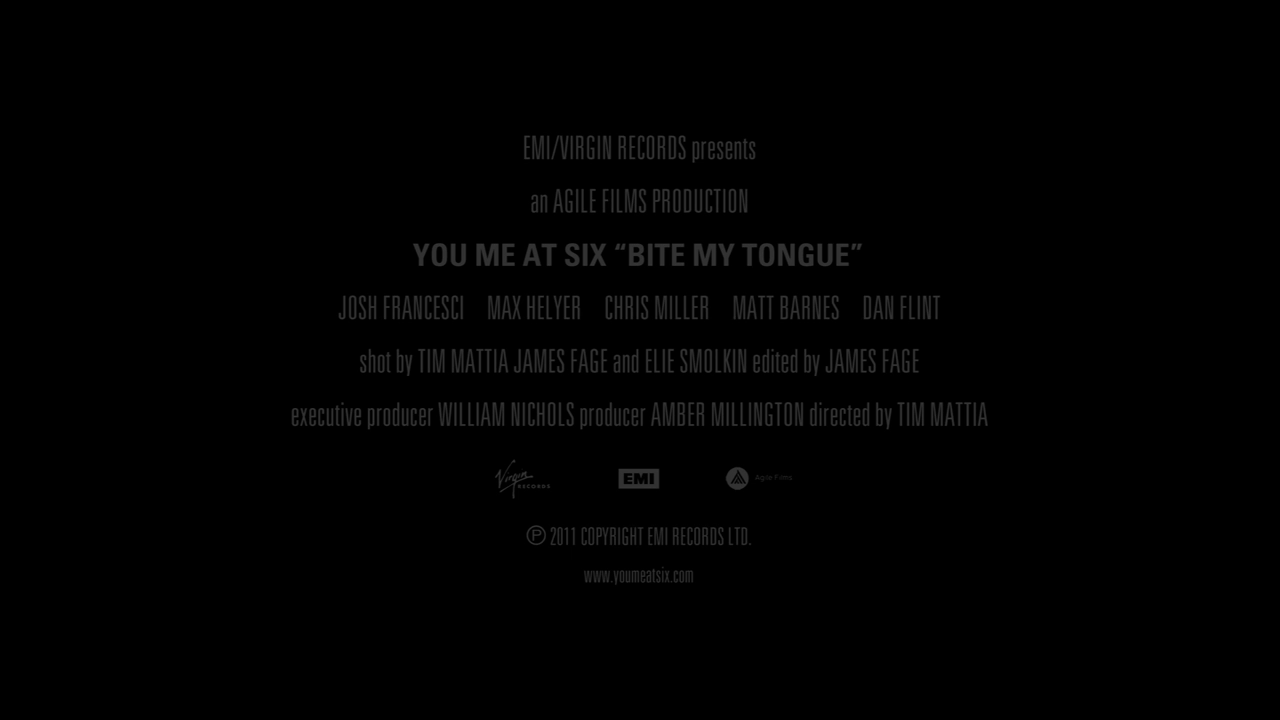 EMI/VIRGIN RECORDS presents
an AGILE FILMS PRODUCTION
YOU ME AT SIX “BITE MY TONGUE”
JOSH FRANCESCI MAX HELYER CHRIS MILLER MATT BARNES DAN FLINT
shot by TIM MATTIA JAMES FAGE and ELIE SMOLKIN edited by JAMES FAGE
executive producer WILLIAM NICHOLS producer AMBER MILLINGTON directed by TIM MATTIA
Virgin RECORDS EMI Agile Films
℗ 2011 COPYRIGHT EMI RECORDS LTD.
www.youmeatsix.com